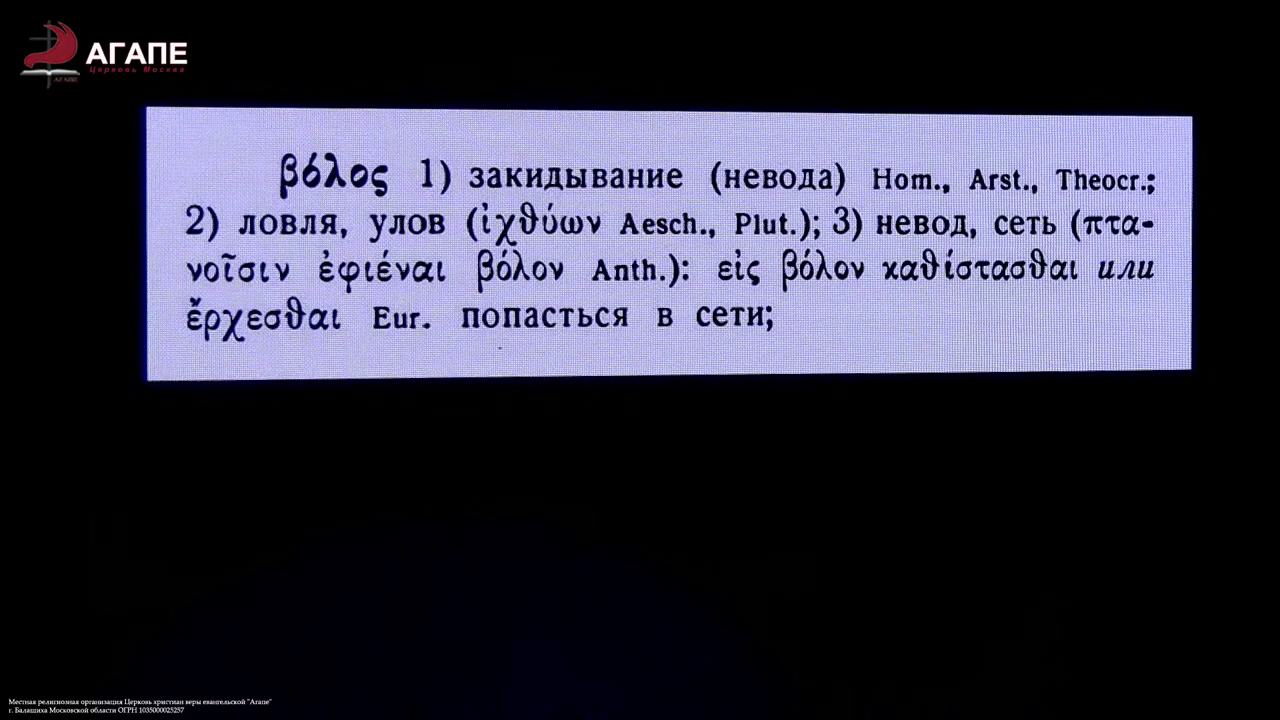 АГАПЕ
Церковь Москва
βόλος 1) закидывание (невода) Hom., Arst., Theocr.;
2) ловля, улов (ἰχθύων Aesch., Plut.); 3) невод, сеть (πτα-
νοῖσιν ἐφιέναι βόλον Anth.): εἰς βόλον καθίστασθαι или
ἔρχεσθαι Eur. попасться в сети;
Местная религиозная организация Церковь христиан веры евангельской "Агапе"
г. Балашиха Московской области ОГРН 1035000025257